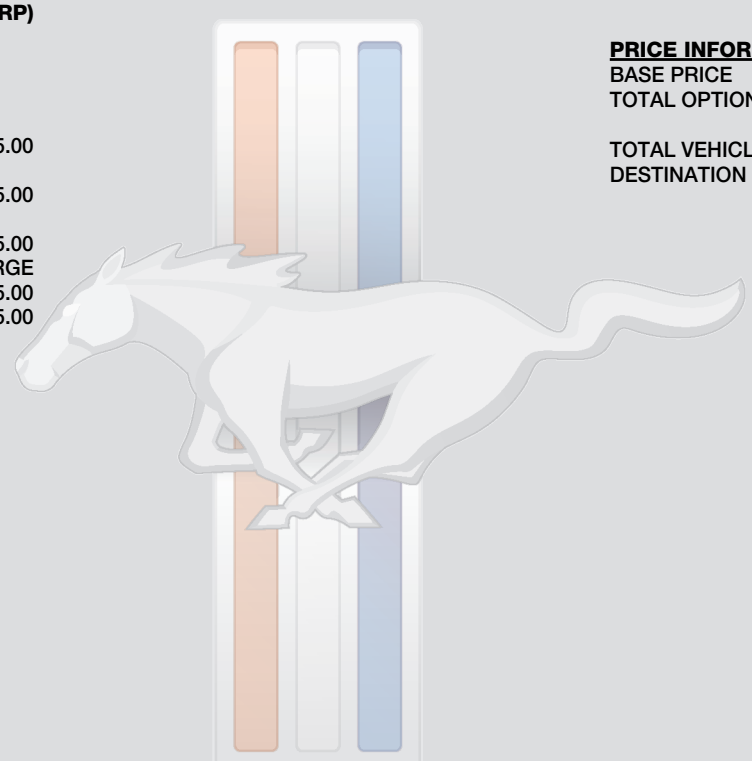 RP)
5.00
5.00
5.00
RGE
5.00
5.00
PRICE INFOR
BASE PRICE
TOTAL OPTION
TOTAL VEHICL
DESTINATION